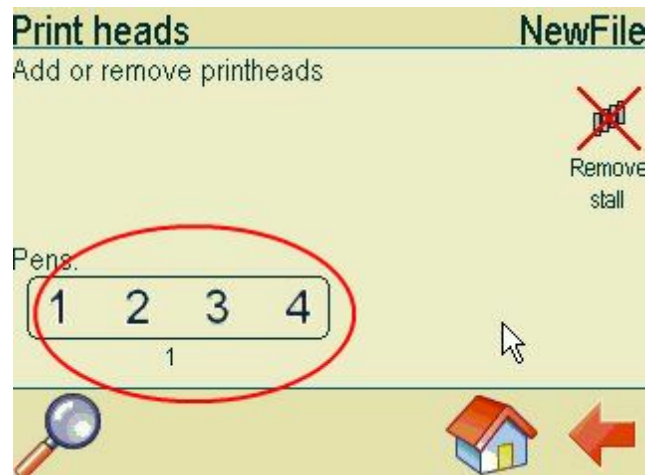 Print heads
NewFile
Add or remove printheads
Remove
stall
Pens:
1 2 3 4
1